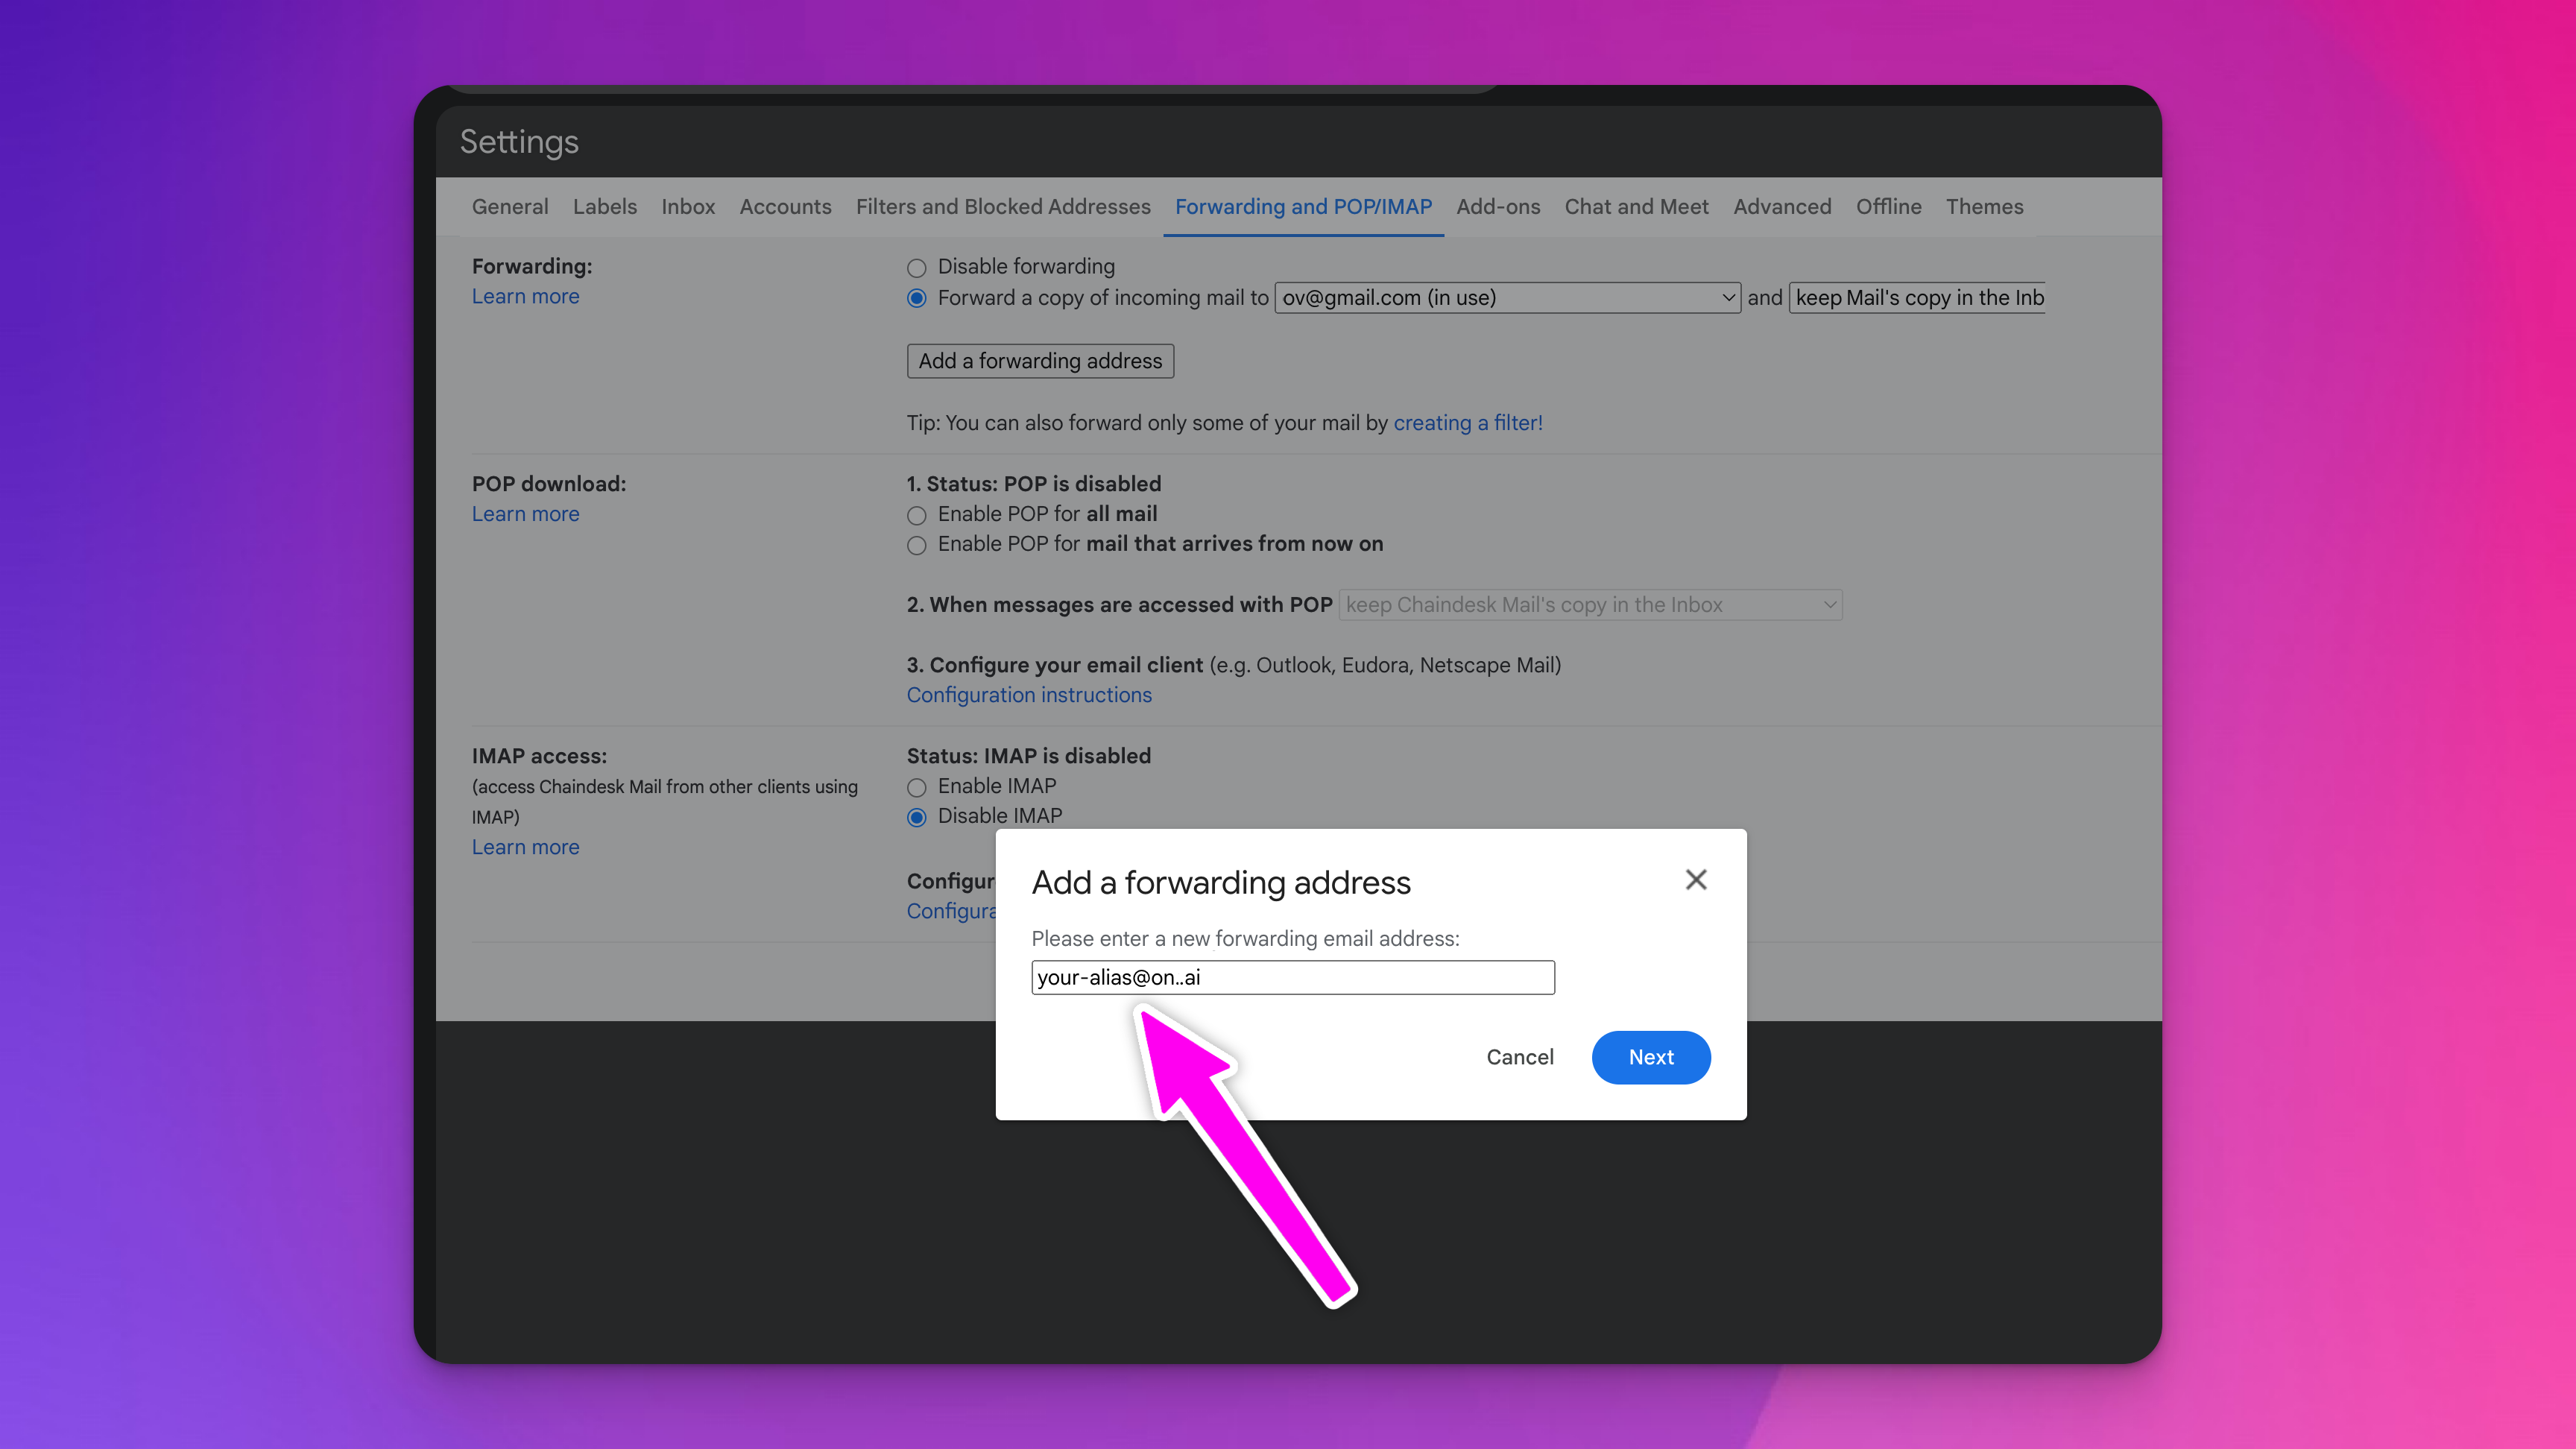 Settings
General Labels Inbox Accounts Filters and Blocked Addresses Forwarding and POP/IMAP Add-ons Chat and Meet Advanced Offline Themes
Forwarding:
Learn more
Disable forwarding
Forward a copy of incoming mail to ov@gmail.com (in use) and keep Mail's copy in the Inb
Add a forwarding address
Tip: You can also forward only some of your mail by creating a filter!
POP download:
Learn more
1. Status: POP is disabled
Enable POP for all mail
Enable POP for mail that arrives from now on
2. When messages are accessed with POP keep Chaindesk Mail's copy in the Inbox
3. Configure your email client (e.g. Outlook, Eudora, Netscape Mail)
Configuration instructions
IMAP access:
(access Chaindesk Mail from other clients using
IMAP)
Learn more
Status: IMAP is disabled
Enable IMAP
Disable IMAP
Configur
Configura
Add a forwarding address
Please enter a new forwarding email address:
your-alias@on..ai
Cancel Next